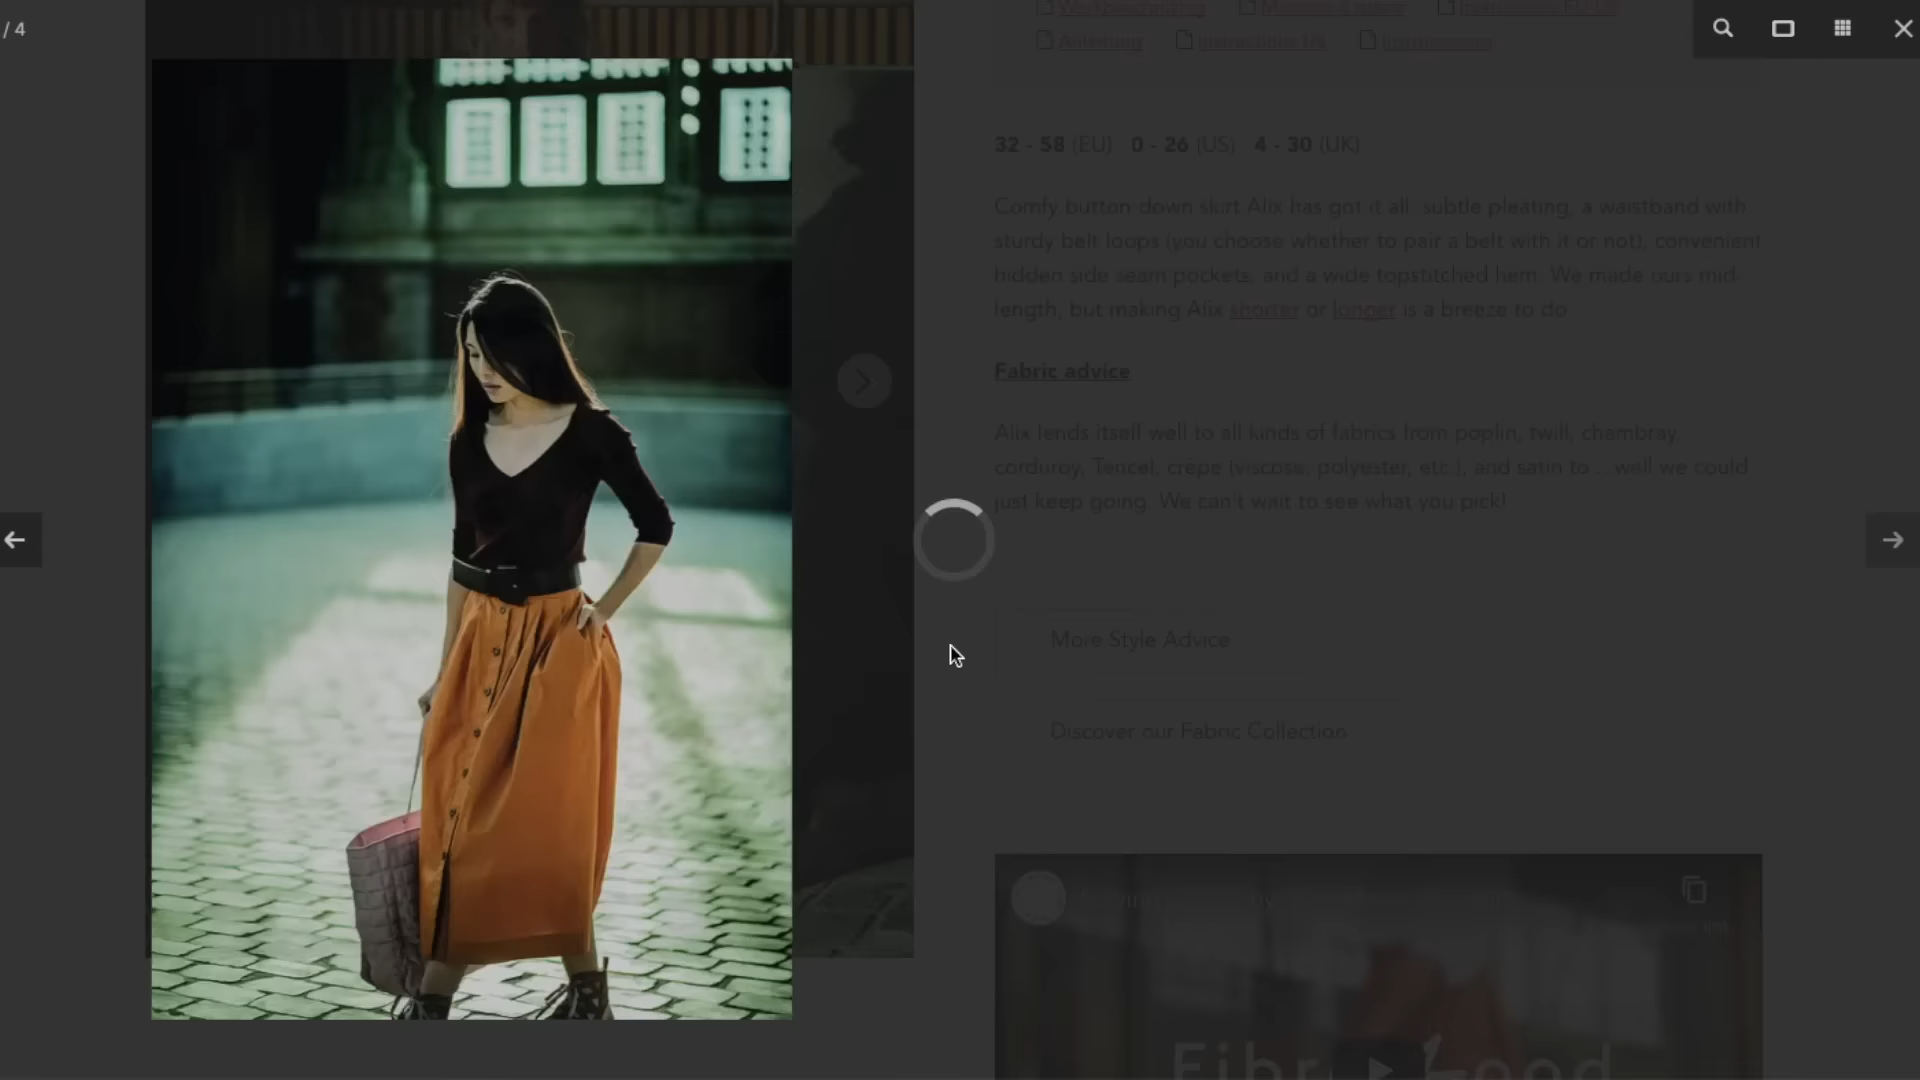 / 4
32 - 58 (EU) 0 - 26 (US) 4 - 30 (UK)
Comfy button down skirt Alix has got it all: subtle pleating, a waistband with
sturdy belt loops (you choose whether to pair a belt with it or not), convenient
hidden side seam pockets, and a wide topstitched hem. We made ours mid
length, but making Alix shorter or longer is a breeze to do
Fabric advice
Alix lends itself well to all kinds of fabrics from poplin, twill, chambray,
corduroy, Tencel, crêpe (viscose, polyester, etc.), and satin to ...well we could
just keep going. We can't wait to see what you pick!
More Style Advice
Discover our Fabric Collection